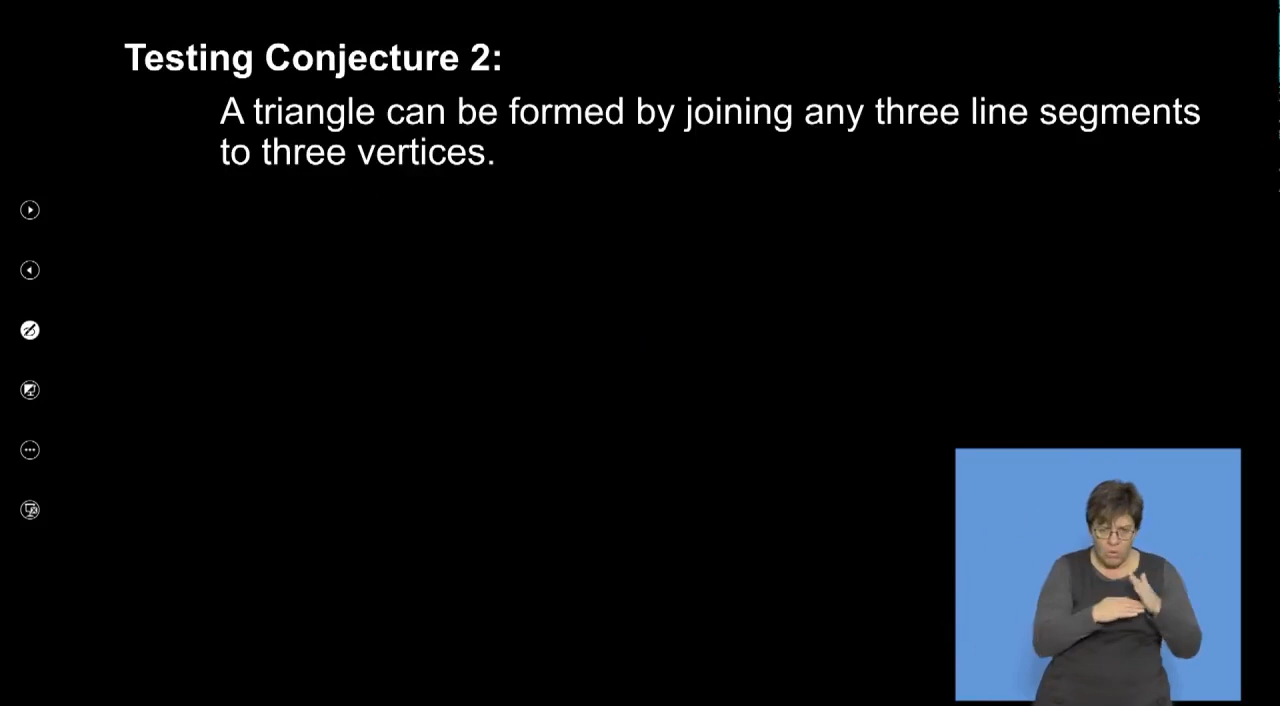 Testing Conjecture 2:
A triangle can be formed by joining any three line segments
to three vertices.